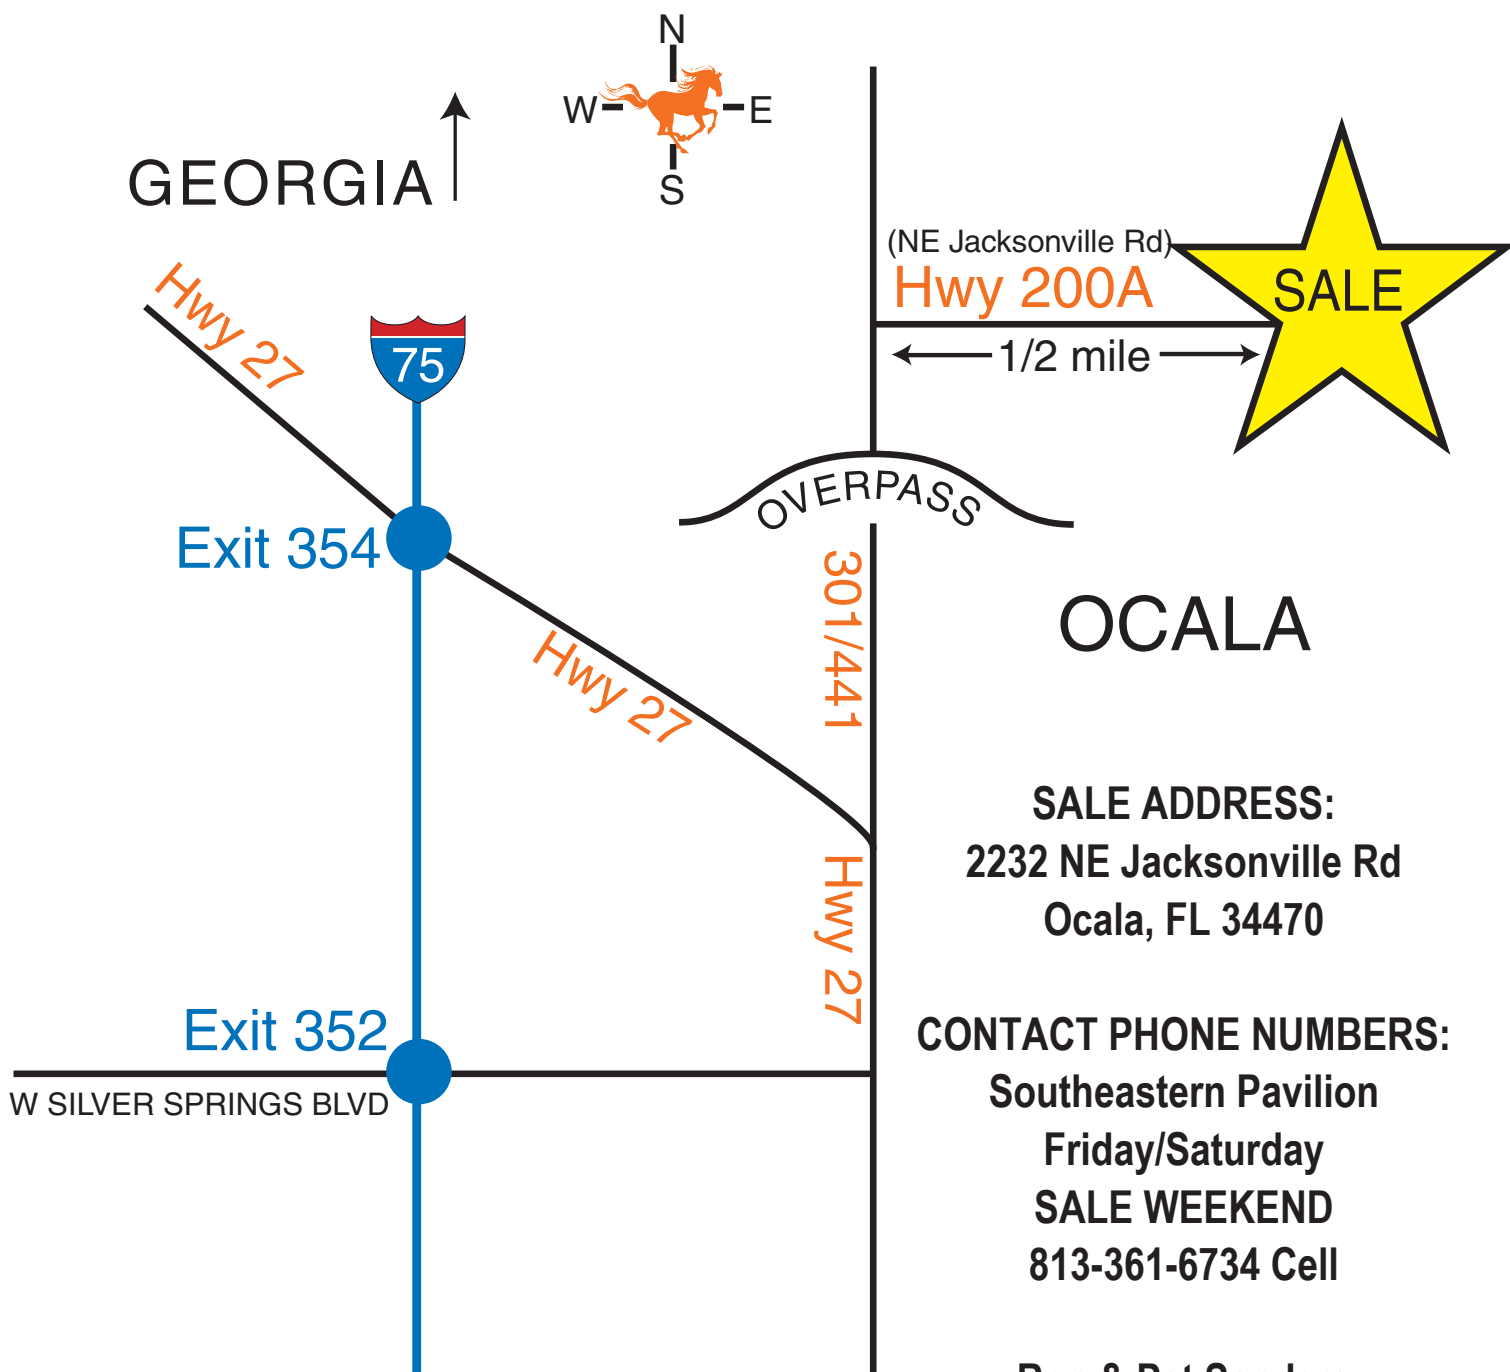 N
W
E
S
GEORGIA
(NE Jacksonville Rd)
Hwy 200A
SALE
1/2 mile
Hwy 27
75
OVERPASS
Exit 354
301/441
OCALA
Hwy 27
SALE ADDRESS:
2232 NE Jacksonville Rd
Ocala, FL 34470
Hwy 27
Exit 352
W SILVER SPRINGS BLVD
CONTACT PHONE NUMBERS:
Southeastern Pavilion
Friday/Saturday
SALE WEEKEND
813-361-6734 Cell